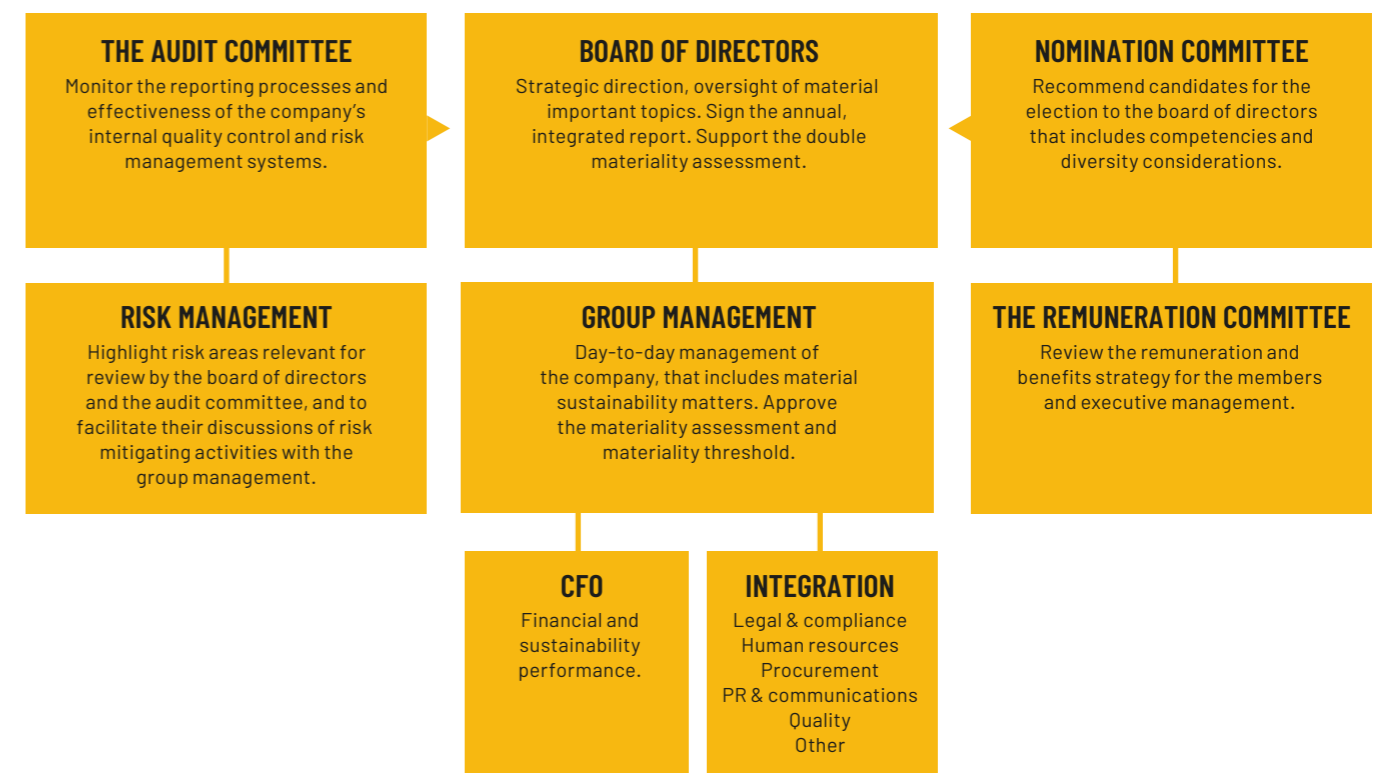 THE AUDIT COMMITTEE
Monitor the reporting processes and
effectiveness of the company's
internal quality control and risk
management systems.
BOARD OF DIRECTORS
Strategic direction, oversight of material
important topics. Sign the annual,
integrated report. Support the double
materiality assessment.
NOMINATION COMMITTEE
Recommend candidates for the
election to the board of directors
that includes competencies and
diversity considerations.
RISK MANAGEMENT
Highlight risk areas relevant for
review by the board of directors
and the audit committee, and to
facilitate their discussions of risk
mitigating activities with the
group management.
GROUP MANAGEMENT
Day-to-day management of
the company, that includes material
sustainability matters. Approve
the materiality assessment and
materiality threshold.
THE REMUNERATION COMMITTEE
Review the remuneration and
benefits strategy for the members
and executive management.
CFO
Financial and
sustainability
performance.
INTEGRATION
Legal & compliance
Human resources
Procurement
PR & communications
Quality
Other